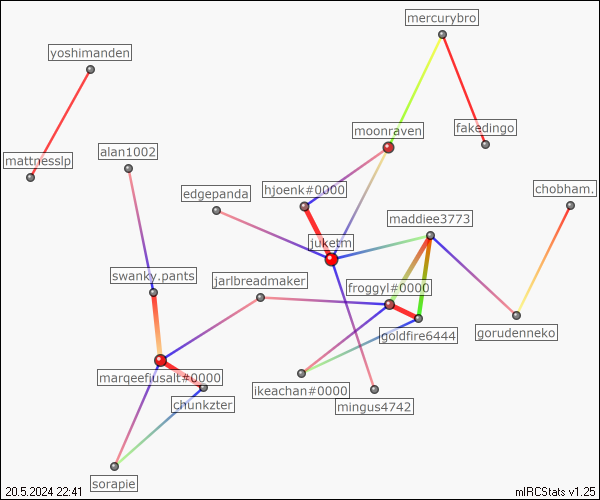 mercurybro
yoshimanden
fakedingo
moonraven
alan1002
mattnesslp
hjoenk#0000
chobham.
edgepanda
maddiee3773
juketm
swanky.pants
jarlbreadmaker
froggyl#0000
goldfire6444
gorudenneko
marqeefiusalt#0000
ikeachan#0000
chunkzter
mingus4742
sorapie
20.5.2024 22:41
mIRCStats v1.25